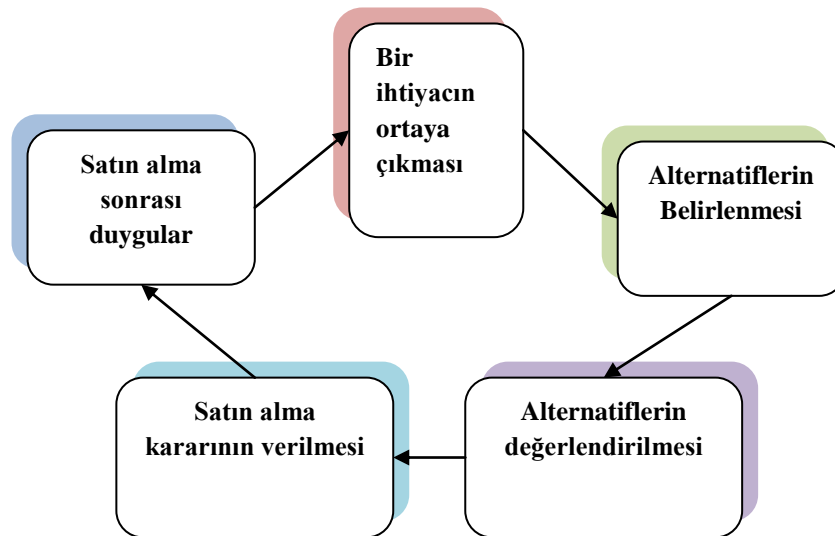 Bir
ihtiyacın
ortaya
çıkması
Alternatiflerin
Belirlenmesi
Alternatiflerin
değerlendirilmesi
Satın alma
kararının verilmesi
Satın alma
sonrası
duygular